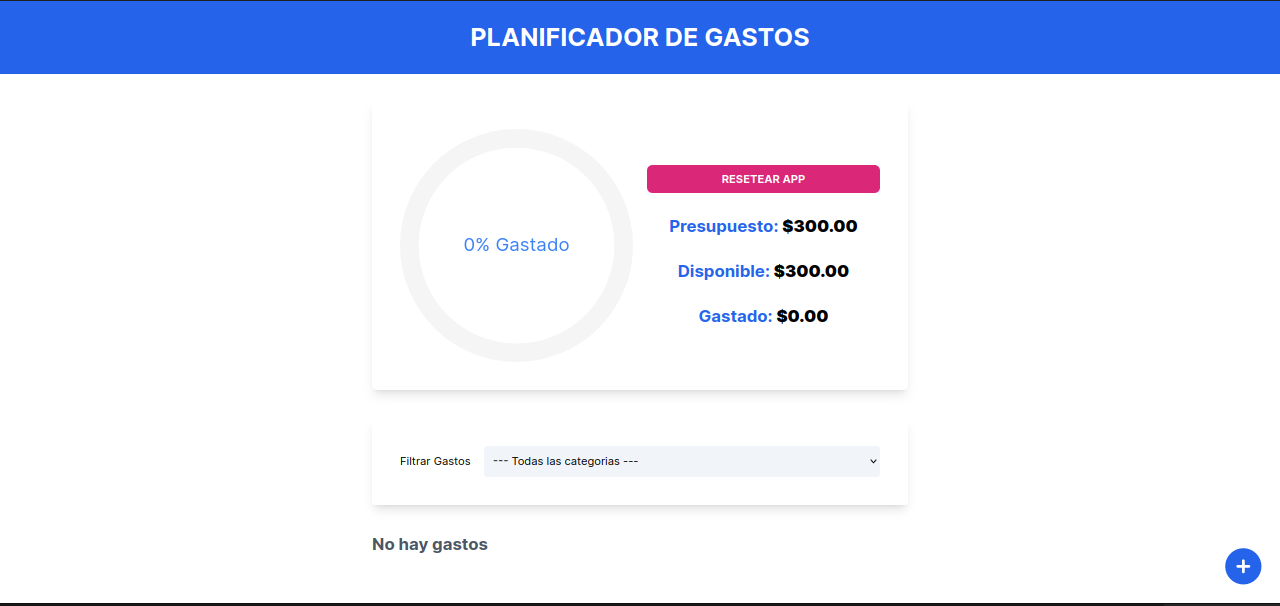 PLANIFICADOR DE GASTOS
0% Gastado
RESETEAR APP
Presupuesto: $300.00
Disponible: $300.00
Gastado: $0.00
Filtrar Gastos
--- Todas las categorias ---
No hay gastos